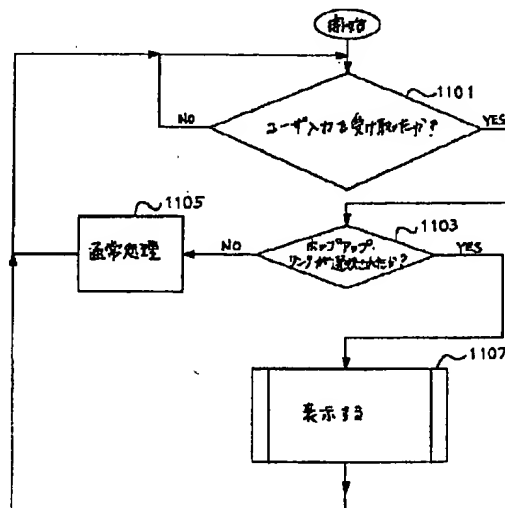 開始
1101
ユーザ入力を受け取ったか?
NO
YES
1105
1103
通常処理
NO
ポップアップ・
リンクが選択されたか?
YES
1107
表示する